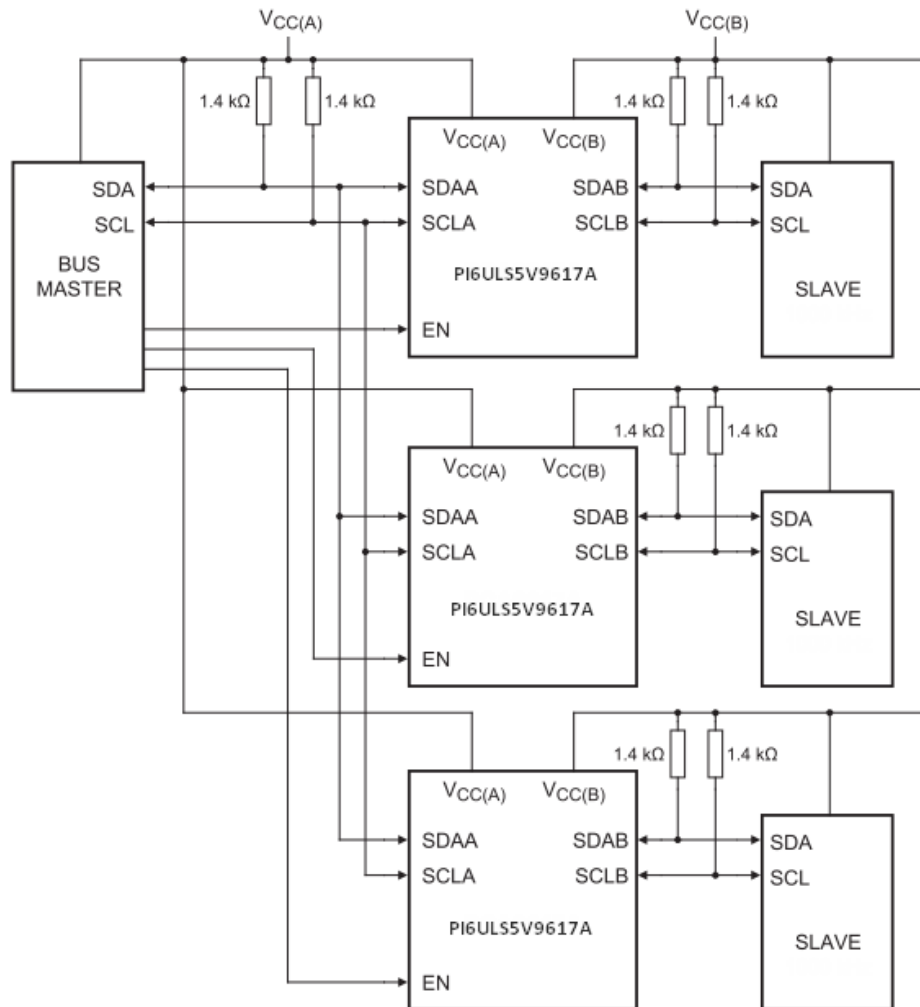 VCC(A)
VCC(B)
1.4 kΩ
1.4 kΩ
1.4 kΩ
1.4 kΩ
VCC(A)
VCC(B)
SDA
SDAA
SDAB
SDA
SCL
SCLA
SCLB
SCL
BUS
MASTER
PI6ULS5V9617A
SLAVE
EN
1.4 kΩ
1.4 kΩ
VCC(A)
VCC(B)
SDAA
SDAB
SDA
SCLA
SCLB
SCL
PI6ULS5V9617A
SLAVE
EN
1.4 kΩ
1.4 kΩ
VCC(A)
VCC(B)
SDAA
SDAB
SDA
SCLA
SCLB
SCL
PI6ULS5V9617A
SLAVE
EN